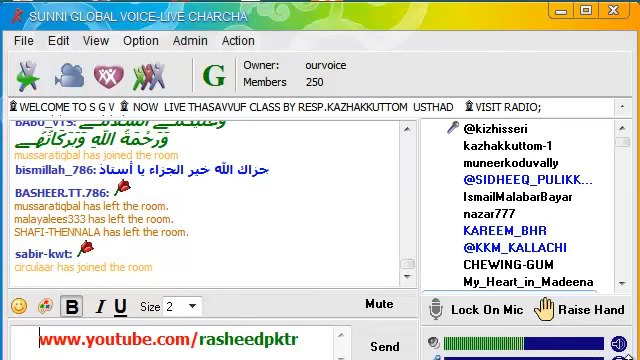 SUNNI GLOBAL VOICE-LIVE CHARCHA
File Edit View Option Admin Action
G
Owner: ourvoice
Members 250
WELCOME TO S G V NOW LIVE THASAVVUF CLASS BY RESP.KAZHAKKUTTOM USTHAD VISIT RADIO;
BABU_VTS:
وَرَحْمَةُ اللهِ وَبَرَكَاتُهُ
mussaratiqbal has joined the room
bismillah_786: جزاك الله خير الجزاء يا أستاذ
BASHEER.TT.786:
mussaratiqbal has left the room.
malayalees333 has left the room.
SHAFI-THENNALA has left the room.
sabir-kwt:
circulaar has joined the room
@kizhisseri
kazhakkuttom-1
muneerkoduvally
@SIDHEEQ_PULIKK...
IsmailMalabarBayar
nazar777
KAREEM_BHR
@KKM_KALLACHI
CHEWING-GUM
My_Heart_in_Madeena
B I U Size 2 Mute
Lock On Mic Raise Hand
www.youtube.com/rasheedpktr
Send